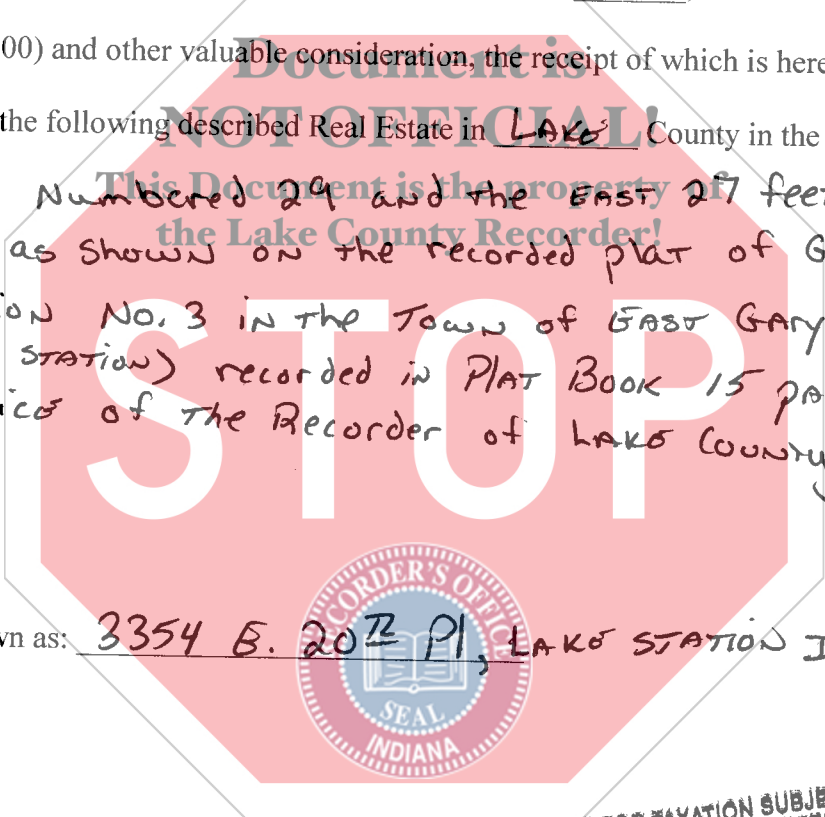 Document is
00) and other valuable consideration, the receipt of which is here
NOT OFFICIAL!
the following described Real Estate in LAKE County in the
This Document is the property of
Numbered 29 and the EAST 27 feet
the Lake County Recorder!
as shown on the recorded plat of G
ON No. 3 in the Town of EAST GARY
STATION) recorded in PLAT BOOK 15 pa
ice of The Recorder of LAKE County
STOP
RECORDER'S OFFICE
wn as: 3354 E. 20TH Pl, LAKE STATION I
SEAL
INDIANA
TAXATION SUBJE